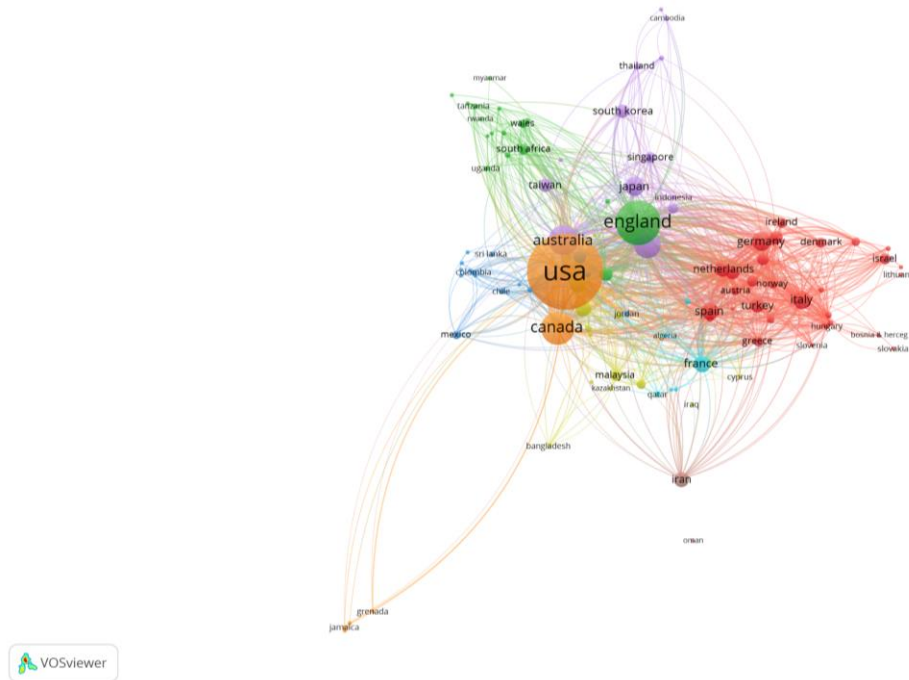 cambodia
thailand
myanmar
tanzania
rwanda
south korea
wales
south africa
singapore
uganda
taiwan
japan
indonesia
england
ireland
australia
germany
denmark
sri lanka
israel
colombia
usa
netherlands
lithuan
chile
austria
norway
italy
spain
turkey
jordan
canada
hungary
mexico
algeria
greece
slovenia
bosnia & herceg
slovakia
france
malaysia
cyprus
kazakhstan
qatar
iraq
bangladesh
iran
oman
grenada
jamaica
VOSviewer